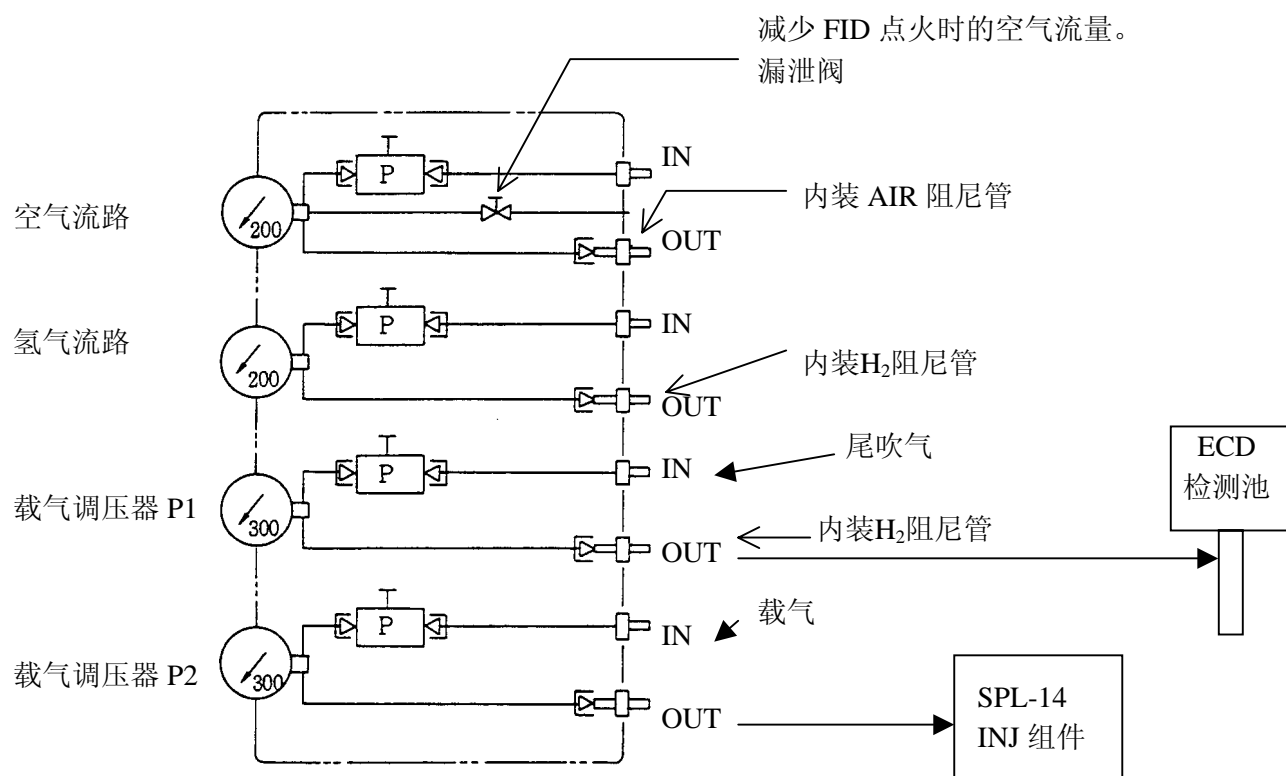 减少 FID 点火时的空气流量。
漏泄阀
IN
P
内装 AIR 阻尼管
空气流路
200
OUT
P
IN
氢气流路
200
内装H₂阻尼管
OUT
P
IN
尾吹气
ECD
检测池
载气调压器 P1
300
内装H₂阻尼管
OUT
载气
P
IN
载气调压器 P2
300
OUT
SPL-14
INJ 组件